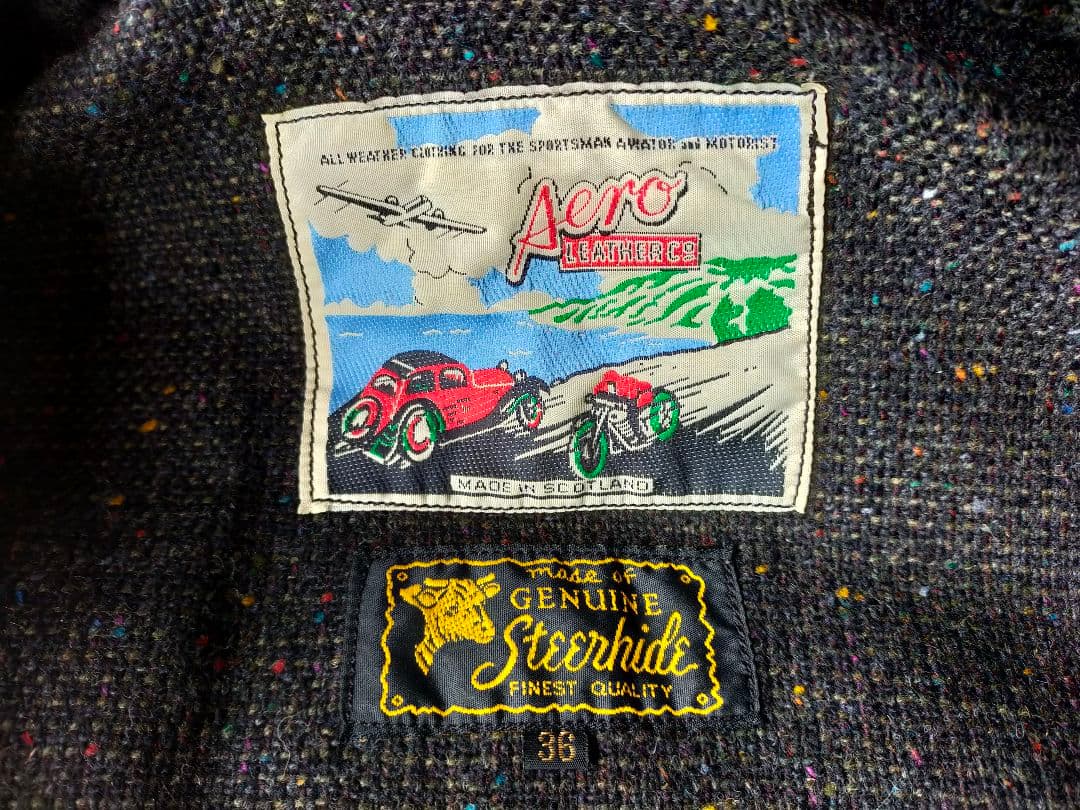 ALL WEATHER CLOTHING FOR THE SPORTSMAN AVIATOR and MOTORIST
Aero
LEATHER CO
MADE IN SCOTLAND
made of
GENUINE
Steerhide
FINEST QUALITY
36